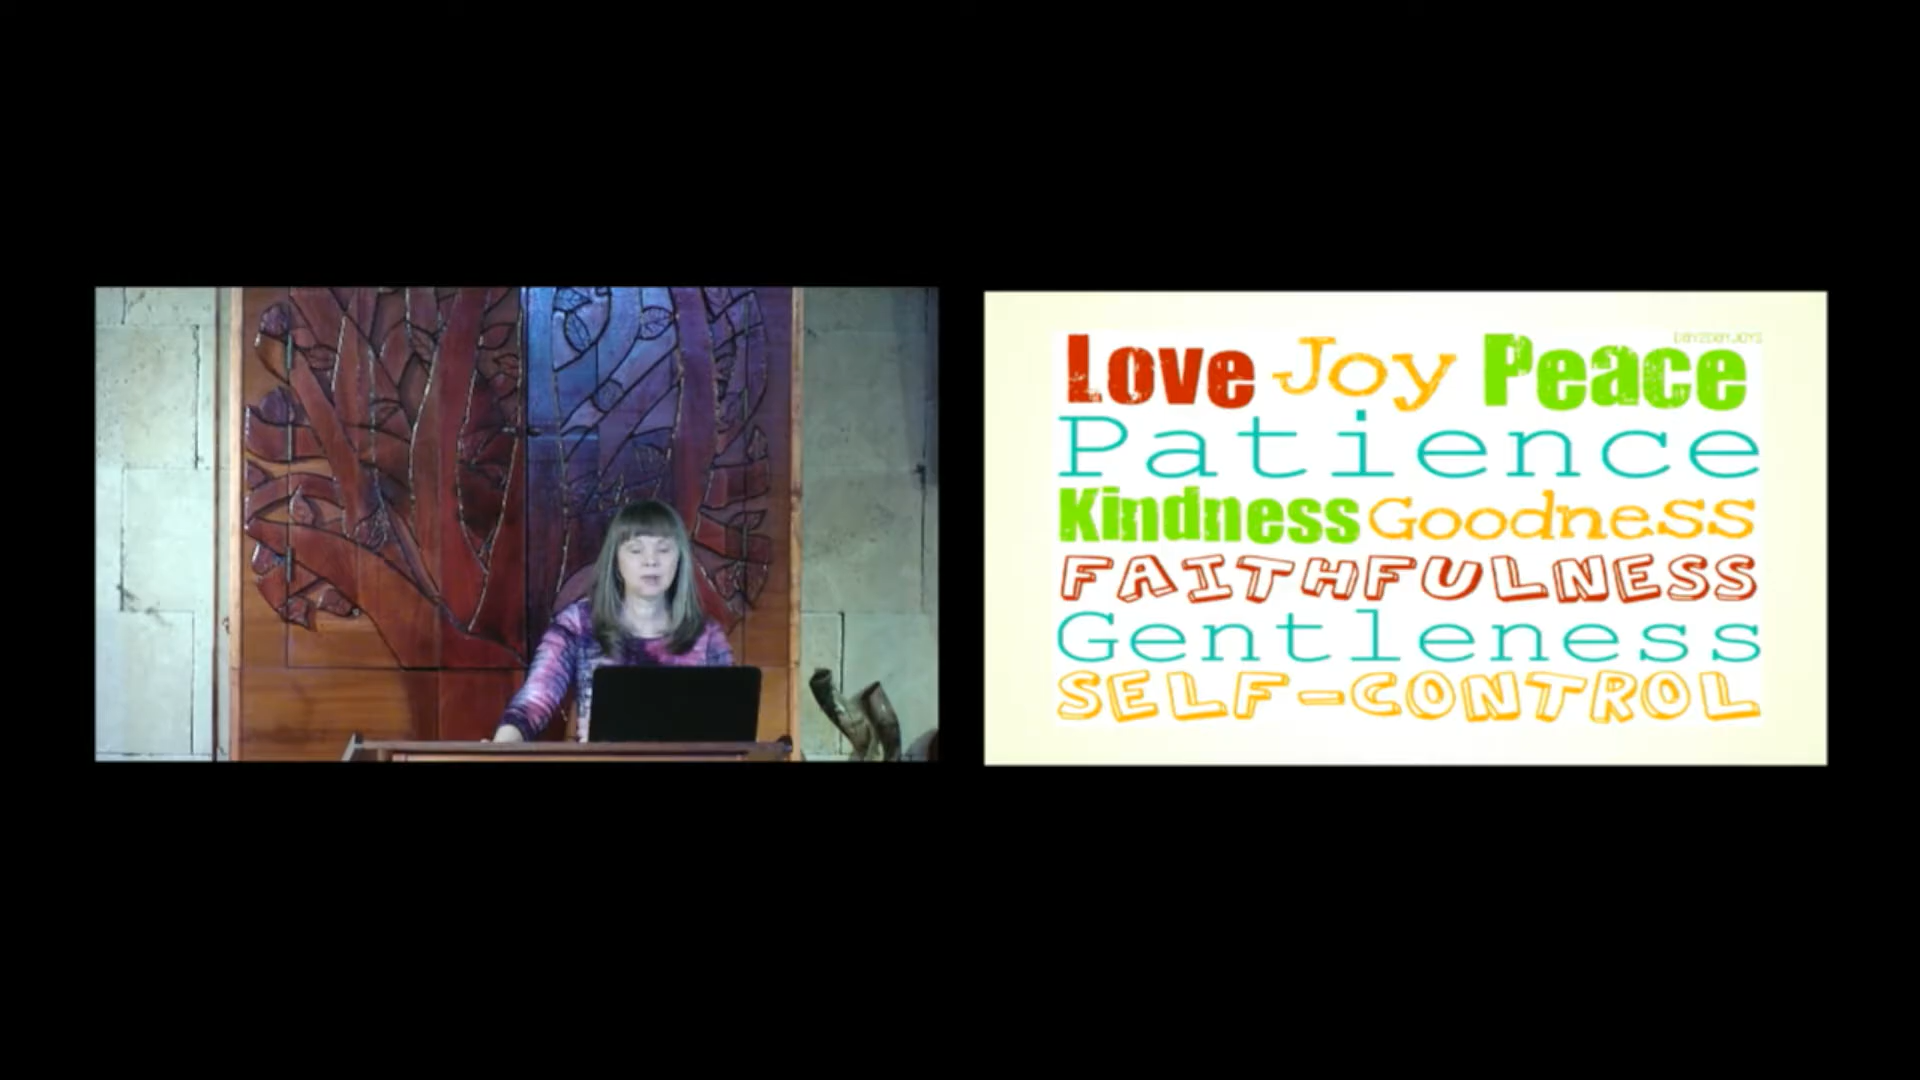 Love Joy Peace
Patience
Kindness Goodness
FAITHFULNESS
Gentleness
SELF-CONTROL